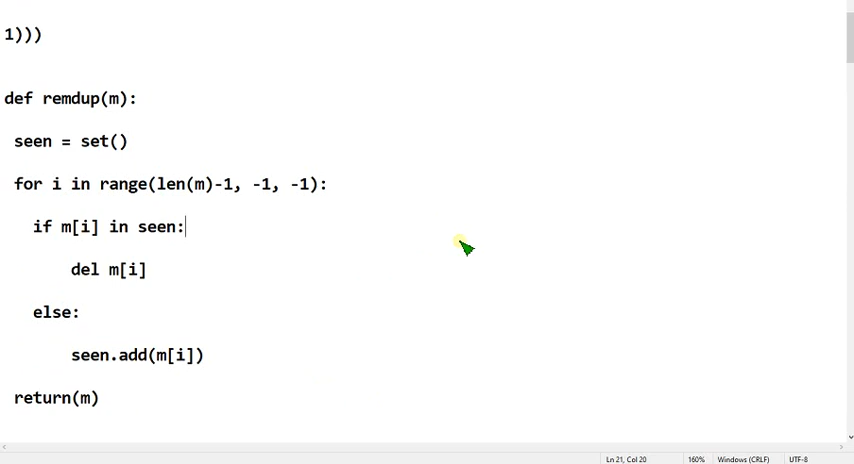 1)))
def remdup(m):
seen = set()
for i in range(len(m)-1, -1, -1):
if m[i] in seen:
del m[i]
else:
seen.add(m[i])
return(m)
Ln 21, Col 20 160% Windows (CRLF) UTF-8